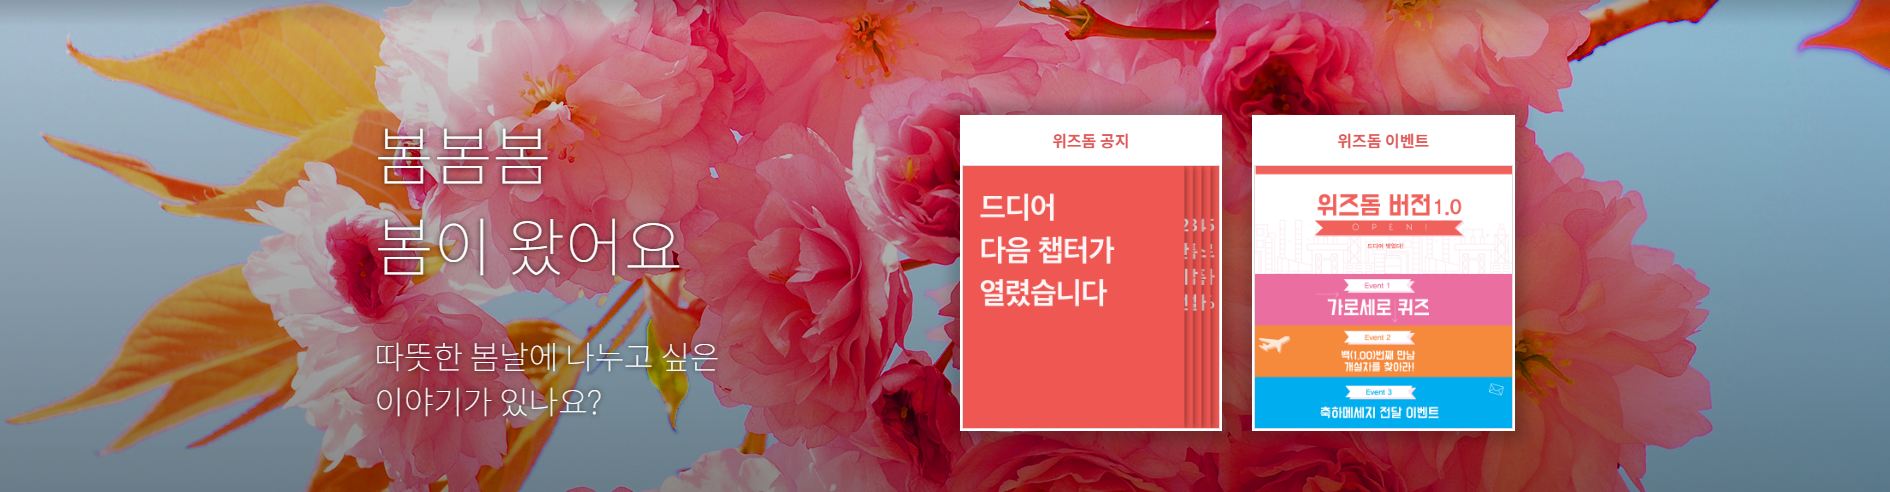 봄봄봄
봄이 왔어요
따뜻한 봄날에 나누고 싶은
이야기가 있나요?
위즈돔 공지
드디어
다음 챕터가
열렸습니다
위즈돔 이벤트
위즈돔 버전1.0
OPEN!
드디어 떳었다!
Event 1
가로세로 퀴즈
Event 2
백(1.00)번째 만남
개설자를 찾아라!
Event 3
축하메세지 전달 이벤트